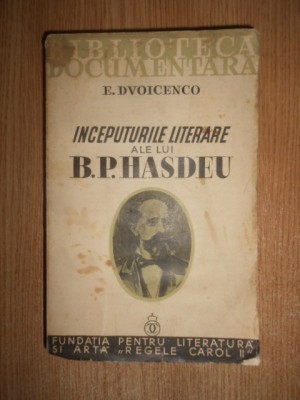 BIBLIOTECA
DOCUMENTARĂ
E. DVOICENCO
INCEPUTURILE LITERARE
ALE LUI
B.P. HASDEU
FUNDAȚIA PENTRU LITERATURĂ
ȘI ARTĂ „REGELE CAROL II"